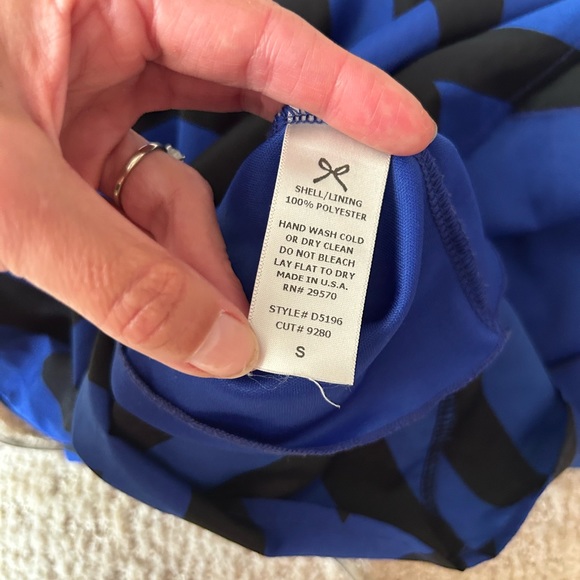 SHELL/LINING
100% POLYESTER
HAND WASH COLD
OR DRY CLEAN
DO NOT BLEACH
LAY FLAT TO DRY
MADE IN U.S.A.
RN# 29570
STYLE# D5196
CUT# 9280
S